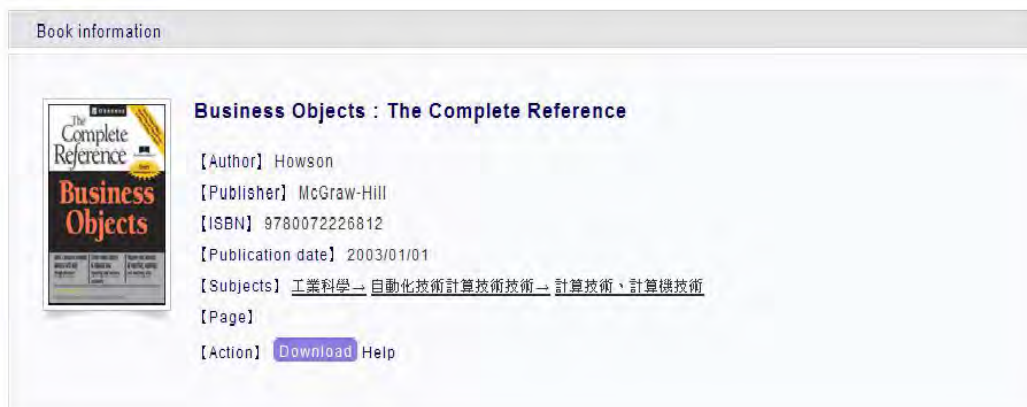 Book information
The
Complete
Reference
Business
Objects
Business Objects : The Complete Reference
【Author】 Howson
【Publisher】 McGraw-Hill
【ISBN】 9780072226812
【Publication date】 2003/01/01
【Subjects】 工業科學→ 自動化技術計算技術技術→ 計算技術、計算機技術
【Page】
【Action】 Download Help